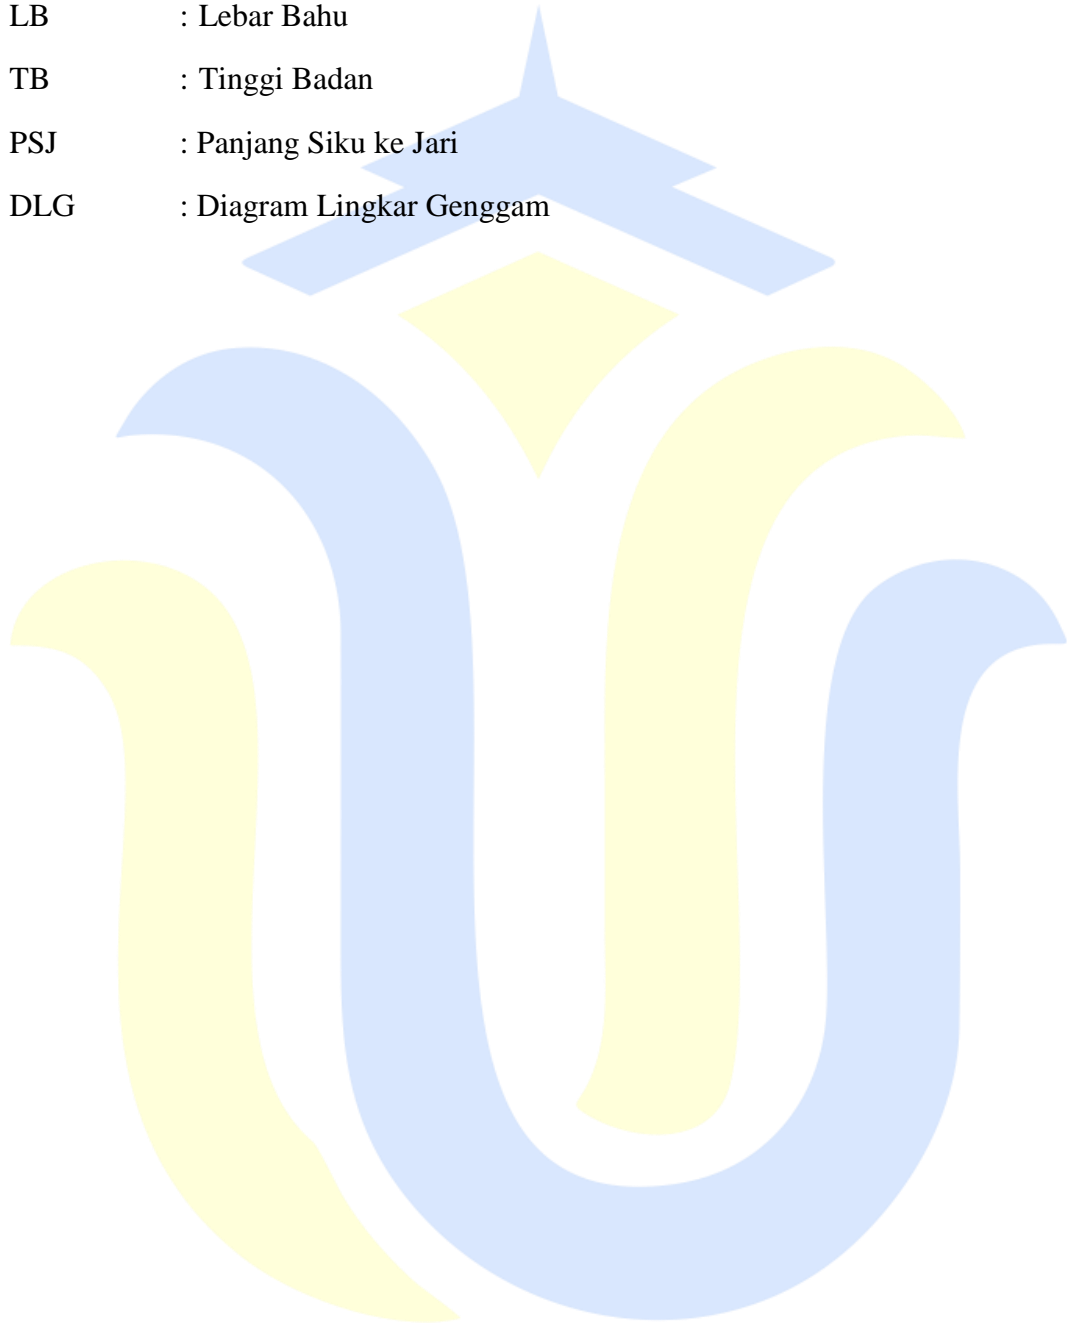 LB : Lebar Bahu
TB : Tinggi Badan
PSJ : Panjang Siku ke Jari
DLG : Diagram Lingkar Genggam